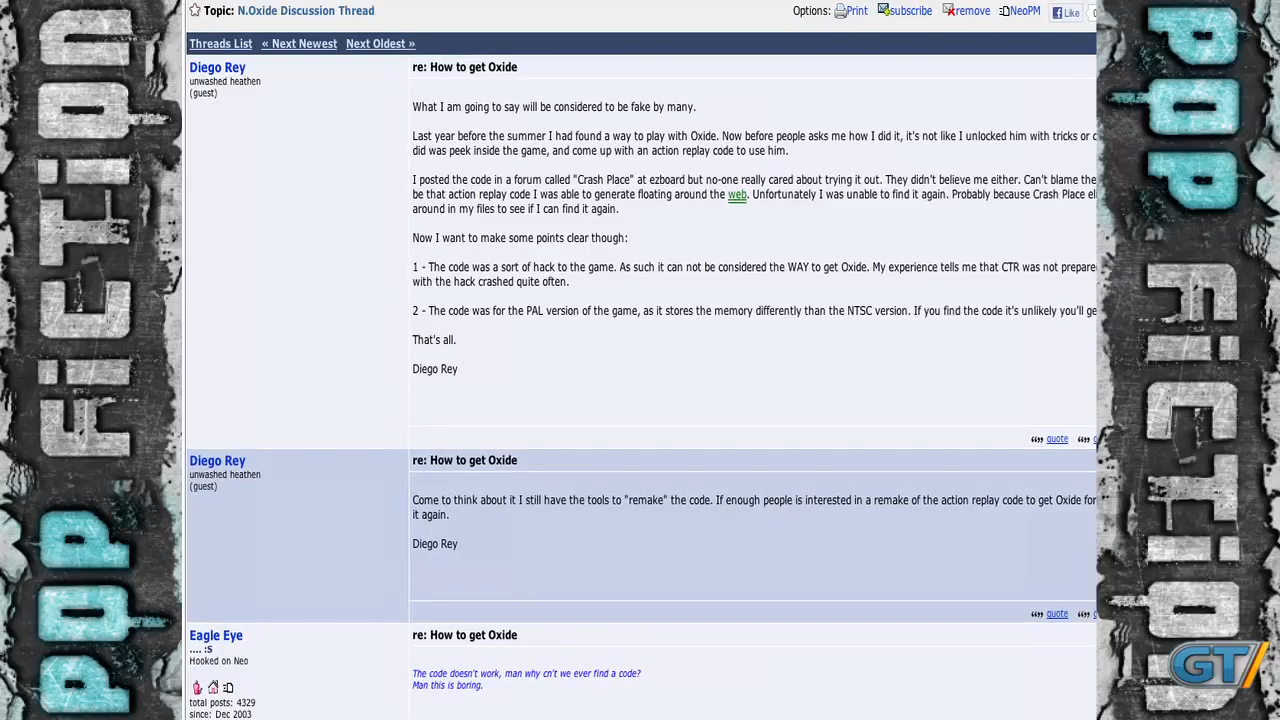 POP FICTION
Topic: N.Oxide Discussion Thread
Options: Print subscribe remove NeoPM Like
Threads List « Next Newest Next Oldest »
Diego Rey
unwashed heathen
(guest)
re: How to get Oxide
What I am going to say will be considered to be fake by many.
Last year before the summer I had found a way to play with Oxide. Now before people asks me how I did it, it's not like I unlocked him with tricks or
did was peek inside the game, and come up with an action replay code to use him.
I posted the code in a forum called "Crash Place" at ezboard but no-one really cared about trying it out. They didn't believe me either. Can't blame the
be that action replay code I was able to generate floating around the web. Unfortunately I was unable to find it again. Probably because Crash Place el
around in my files to see if I can find it again.
Now I want to make some points clear though:
1 - The code was a sort of hack to the game. As such it can not be considered the WAY to get Oxide. My experience tells me that CTR was not prepare
with the hack crashed quite often.
2 - The code was for the PAL version of the game, as it stores the memory differently than the NTSC version. If you find the code it's unlikely you'll ge
That's all.
Diego Rey
quote
Diego Rey
unwashed heathen
(guest)
re: How to get Oxide
Come to think about it I still have the tools to "remake" the code. If enough people is interested in a remake of the action replay code to get Oxide for
it again.
Diego Rey
quote
Eagle Eye
.... :s
Hooked on Neo
total posts: 4329
since: Dec 2003
re: How to get Oxide
The code doesn't work, man why cn't we ever find a code?
Man this is boring.
POP FICTION
GT